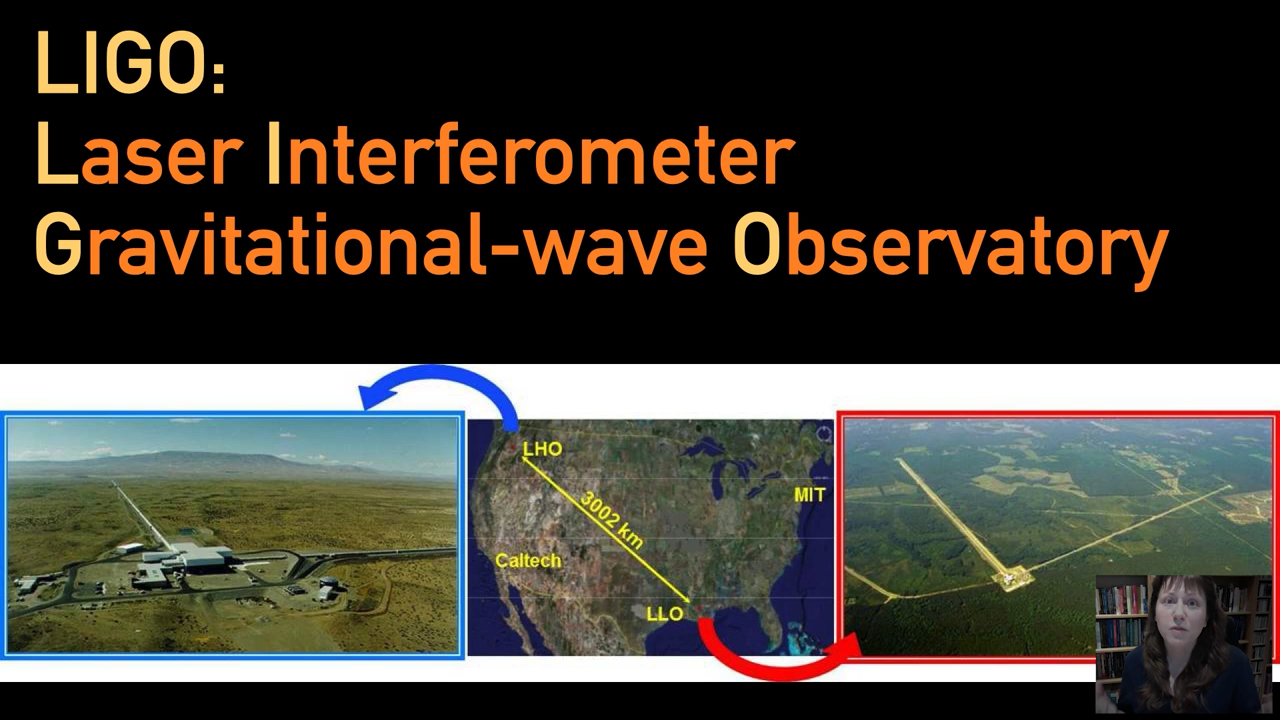 LIGO:
Laser Interferometer
Gravitational-wave Observatory
LHO
MIT
3002 km
Caltech
LLO